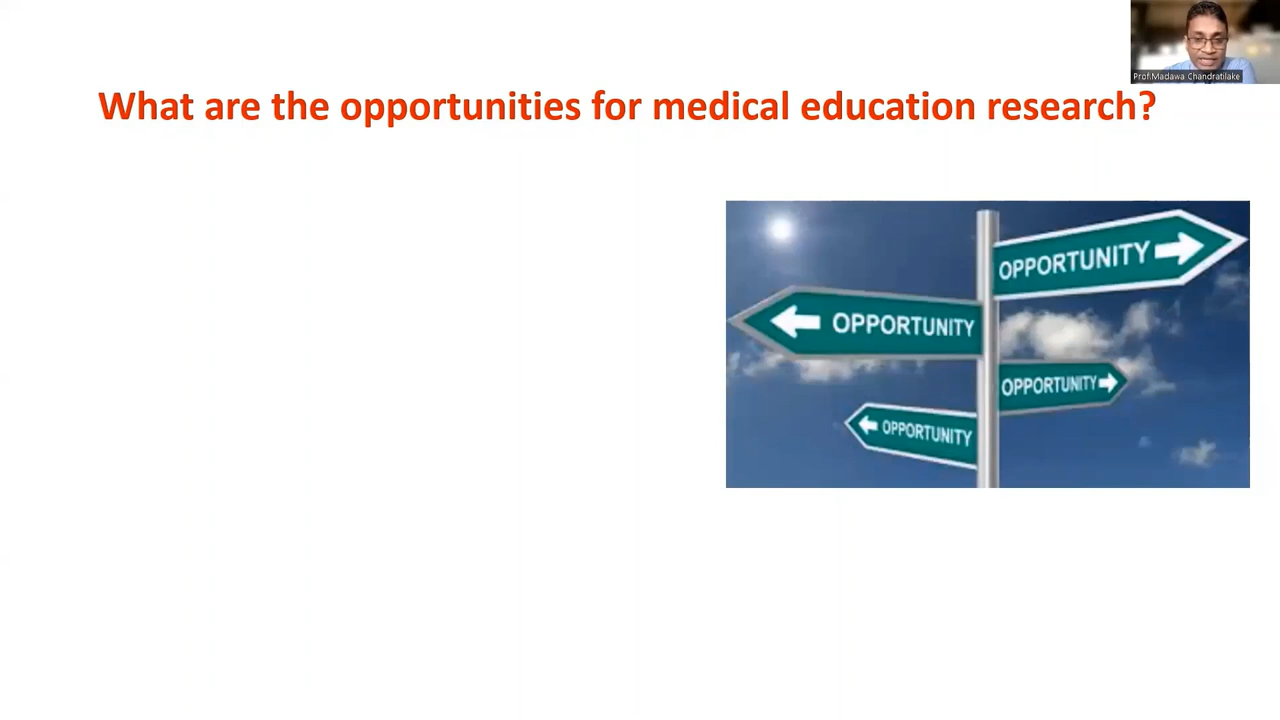 Prof.Madawa Chandratilake
What are the opportunities for medical education research?
OPPORTUNITY
OPPORTUNITY
OPPORTUNITY
OPPORTUNITY